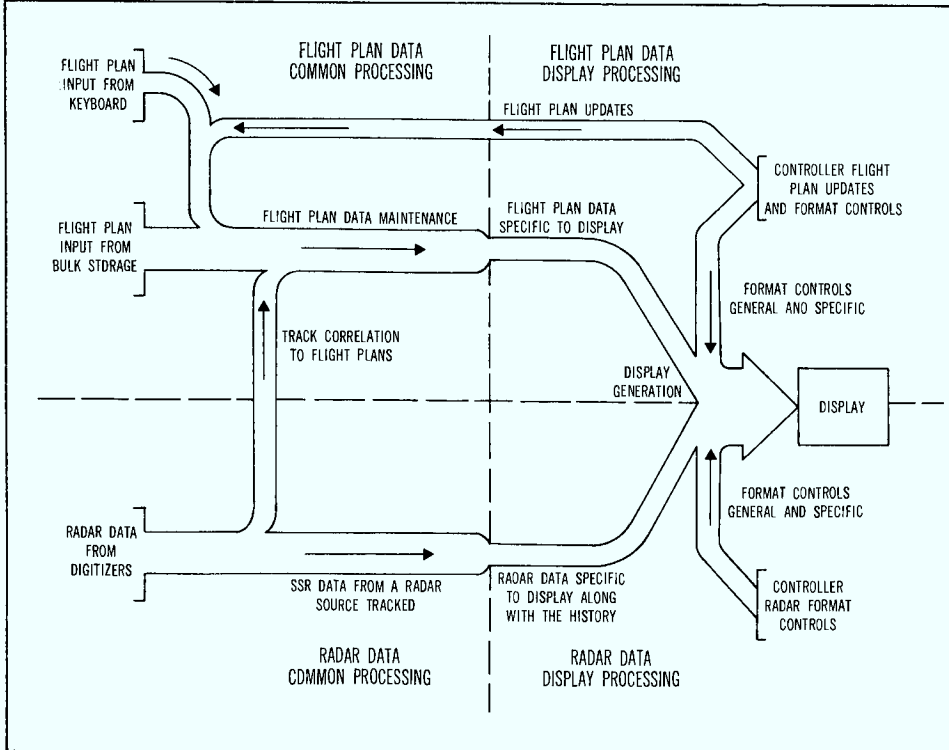 FLIGHT PLAN DATA
COMMON PROCESSING
FLIGHT PLAN DATA
DISPLAY PROCESSING
FLIGHT PLAN
INPUT FROM
KEYBOARD
FLIGHT PLAN UPDATES
CONTROLLER FLIGHT
PLAN UPDATES
AND FORMAT CONTROLS
FLIGHT PLAN
INPUT FROM
BULK STDRAGE
FLIGHT PLAN DATA MAINTENANCE
FLIGHT PLAN DATA
SPECIFIC TO DISPLAY
FORMAT CONTROLS
GENERAL ANO SPECIFIC
TRACK CORRELATION
TO FLIGHT PLANS
DISPLAY
GENERATION
DISPLAY
FORMAT CONTROLS
GENERAL AND SPECIFIC
RADAR DATA
FROM
DIGITIZERS
SSR DATA FROM A RADAR
SOURCE TRACKED
RAOAR DATA SPECIFIC
TO DISPLAY ALONG
WITH THE HISTORY
CONTROLLER
RADAR FORMAT
CONTROLS
RADAR DATA
CDMMON PROCESSING
RADAR DATA
DISPLAY PROCESSING